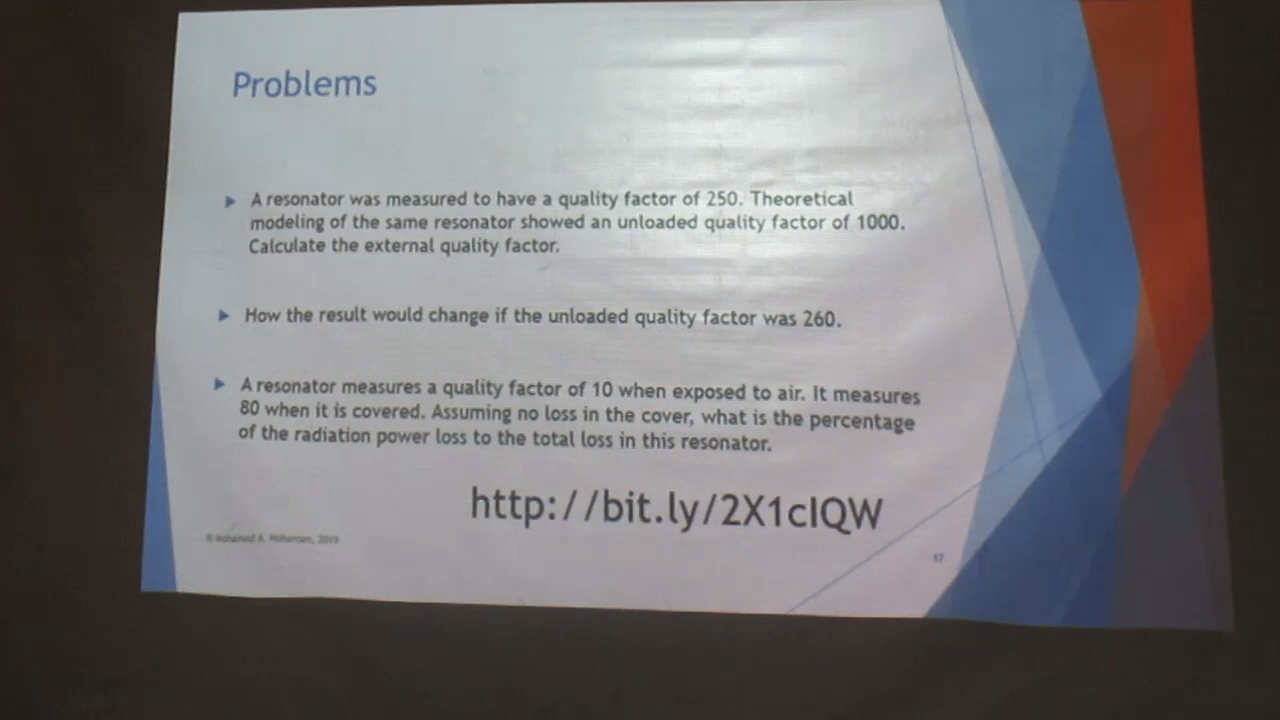 Problems
A resonator was measured to have a quality factor of 250. Theoretical
modeling of the same resonator showed an unloaded quality factor of 1000.
Calculate the external quality factor.
How the result would change if the unloaded quality factor was 260.
A resonator measures a quality factor of 10 when exposed to air. It measures
80 when it is covered. Assuming no loss in the cover, what is the percentage
of the radiation power loss to the total loss in this resonator.
http://bit.ly/2X1cIQW
© Mohamed A. Moharram, 2019
17